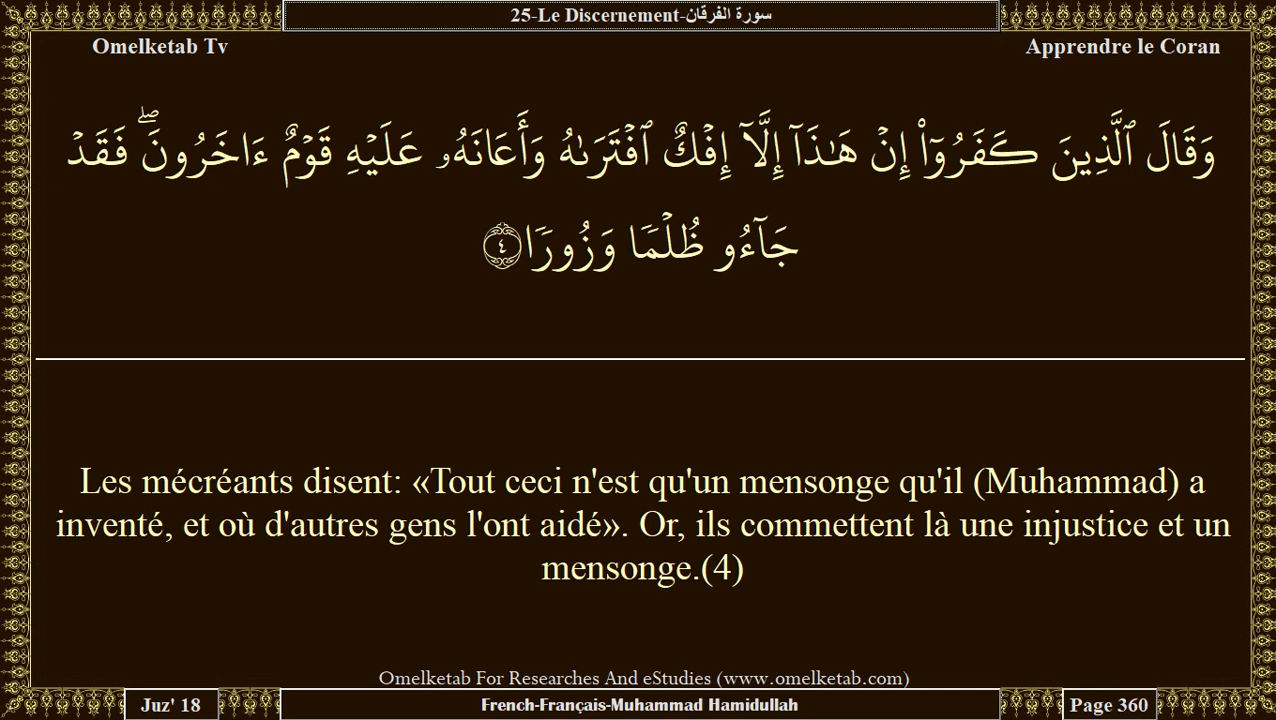 25-Le Discernement-سورة الفرقان
Omelketab Tv
Apprendre le Coran
وَقَالَ ٱلَّذِينَ كَفَرُوٓا۟ إِنْ هَـٰذَآ إِلَّآ إِفْكٌ ٱفْتَرَىٰهُ وَأَعَانَهُۥ عَلَيْهِ قَوْمٌ ءَاخَرُونَ ۖ فَقَدْ
جَآءُو ظُلْمًا وَزُورًا ٤
Les mécréants disent: «Tout ceci n'est qu'un mensonge qu'il (Muhammad) a
inventé, et où d'autres gens l'ont aidé». Or, ils commettent là une injustice et un
mensonge.(4)
Omelketab For Researches And eStudies (www.omelketab.com)
Juz' 18
French-Français-Muhammad Hamidullah
Page 360